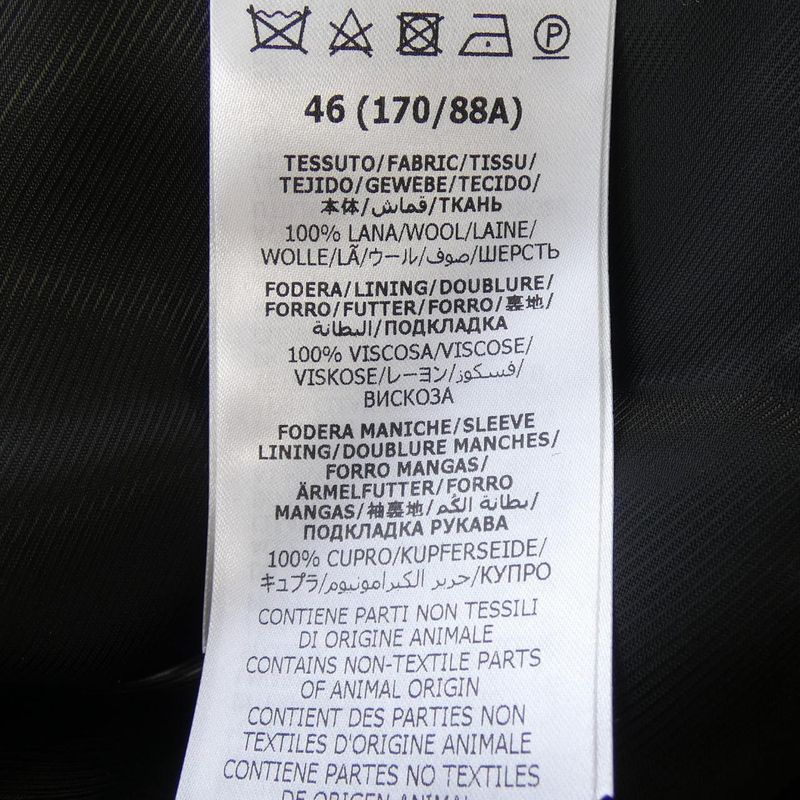 P
46 (170/88A)
TESSUTO/FABRIC/TISSU/
TEJIDO/GEWEBE/TECIDO/
本体/قماش/ТКАНЬ
100% LANA/WOOL/LAINE/
WOLLE/LÃ/ウール/صوف/ШЕРСТЬ
FODERA/LINING/DOUBLURE/
FORRO/FUTTER/FORRO/裏地/
البطانة/ПОДКЛАДКА
100% VISCOSA/VISCOSE/
VISKOSE/レーヨン/فسكوز/
ВИСКОЗА
FODERA MANICHE/SLEEVE
LINING/DOUBLURE MANCHES/
FORRO MANGAS/
ÄRMELFUTTER/FORRO
MANGAS/袖裏地/بطانة الكُم/
ПОДКЛАДКА РУКАВА
100% CUPRO/KUPFERSEIDE/
キュプラ/حرير الكبرامونيوم/КУПРО
CONTIENE PARTI NON TESSILI
DI ORIGINE ANIMALE
CONTAINS NON-TEXTILE PARTS
OF ANIMAL ORIGIN
CONTIENT DES PARTIES NON
TEXTILES D'ORIGINE ANIMALE
CONTIENE PARTES NO TEXTILES
DE ORIGEN ANIMAL